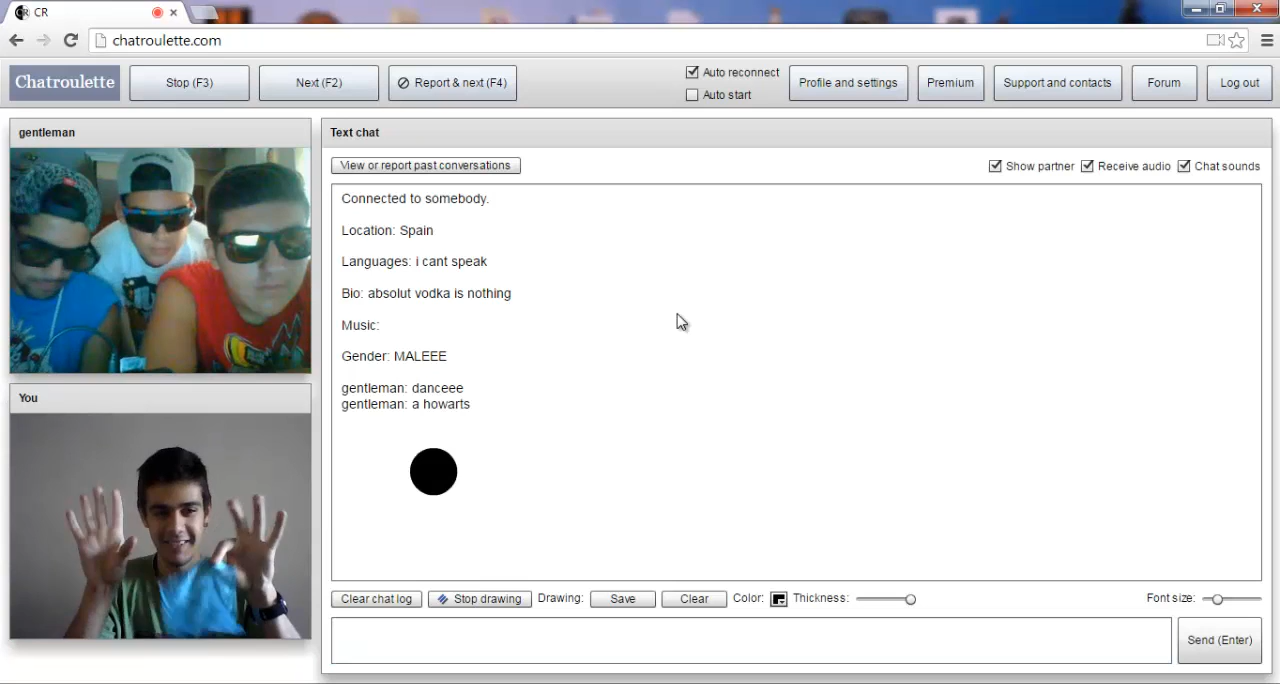 CR
chatroulette.com
Chatroulette
Stop (F3)
Next (F2)
Report & next (F4)
Auto reconnect
Auto start
Profile and settings
Premium
Support and contacts
Forum
Log out
gentleman
Text chat
View or report past conversations
Show partner
Receive audio
Chat sounds
Connected to somebody.
Location: Spain
Languages: i cant speak
Bio: absolut vodka is nothing
Music:
Gender: MALEEE
gentleman: danceee
gentleman: a howarts
You
Clear chat log
Stop drawing
Drawing:
Save
Clear
Color:
Thickness:
Font size:
Send (Enter)